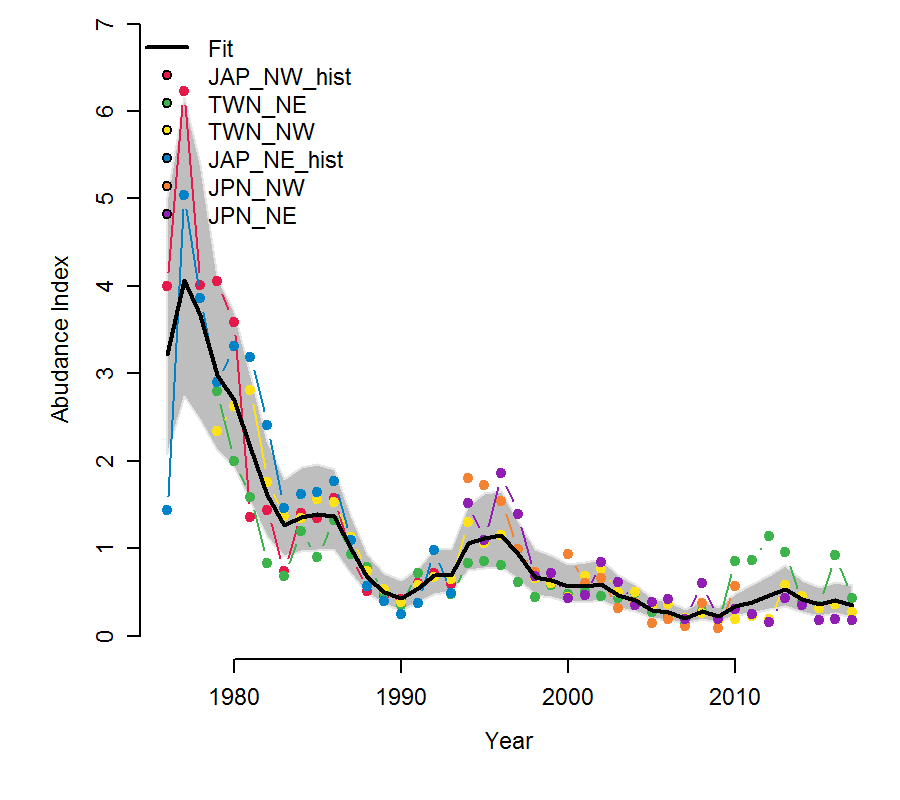 7
6
5
4
3
2
1
0
Abudance Index
Fit
JAP_NW_hist
TWN_NE
TWN_NW
JAP_NE_hist
JPN_NW
JPN_NE
1980 1990 2000 2010
Year